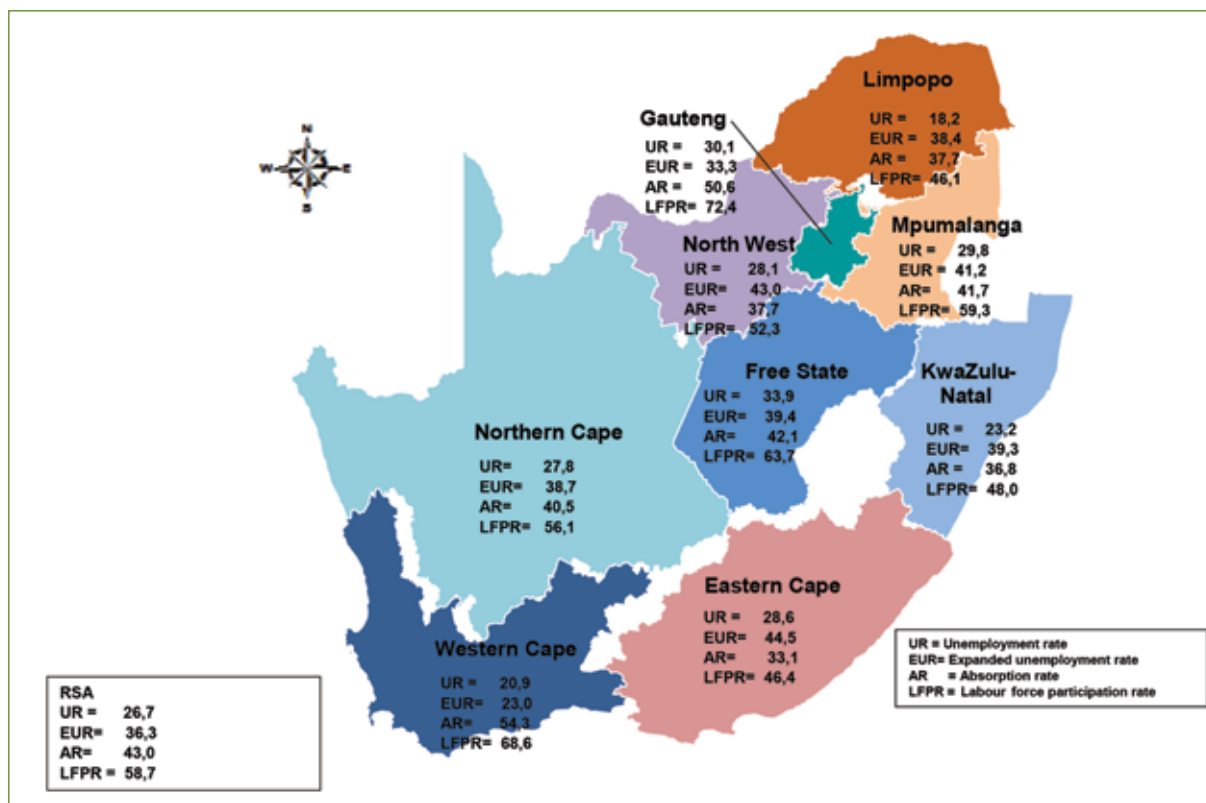 Limpopo
UR = 18,2
EUR = 38,4
AR = 37,7
LFPR= 46,1
Gauteng
UR = 30,1
EUR = 33,3
AR = 50,6
LFPR= 72,4
N
W E
S
Mpumalanga
UR = 29,8
EUR 41,2
AR= 41,7
LFPR= 59,3
North West
UR = 28,1
EUR= 43,0
AR= 37,7
LFPR= 52,3
Free State
UR = 33,9
EUR= 39,4
AR= 42,1
LFPR= 63,7
KwaZulu-
Natal
UR = 23,2
EUR= 39,3
AR = 36,8
LFPR= 48,0
Northern Cape
UR= 27,8
EUR= 38,7
AR= 40,5
LFPR= 56,1
Eastern Cape
UR = 28,6
EUR= 44,5
AR= 33,1
LFPR= 46,4
Western Cape
UR = 20,9
EUR= 23,0
AR= 54,3
LFPR= 68,6
UR = Unemployment rate
EUR= Expanded unemployment rate
AR = Absorption rate
LFPR = Labour force participation rate
RSA
UR = 26,7
EUR= 36,3
AR= 43,0
LFPR = 58,7